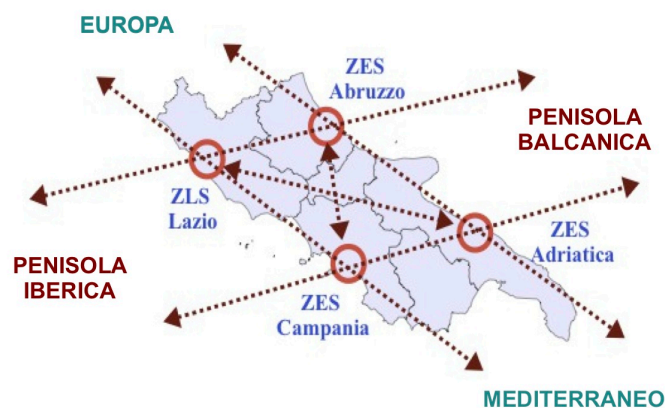 EUROPA
ZES
Abruzzo
PENISOLA
BALCANICA
ZLS
Lazio
ZES
Adriatica
PENISOLA
IBERICA
ZES
Campania
MEDITERRANEO